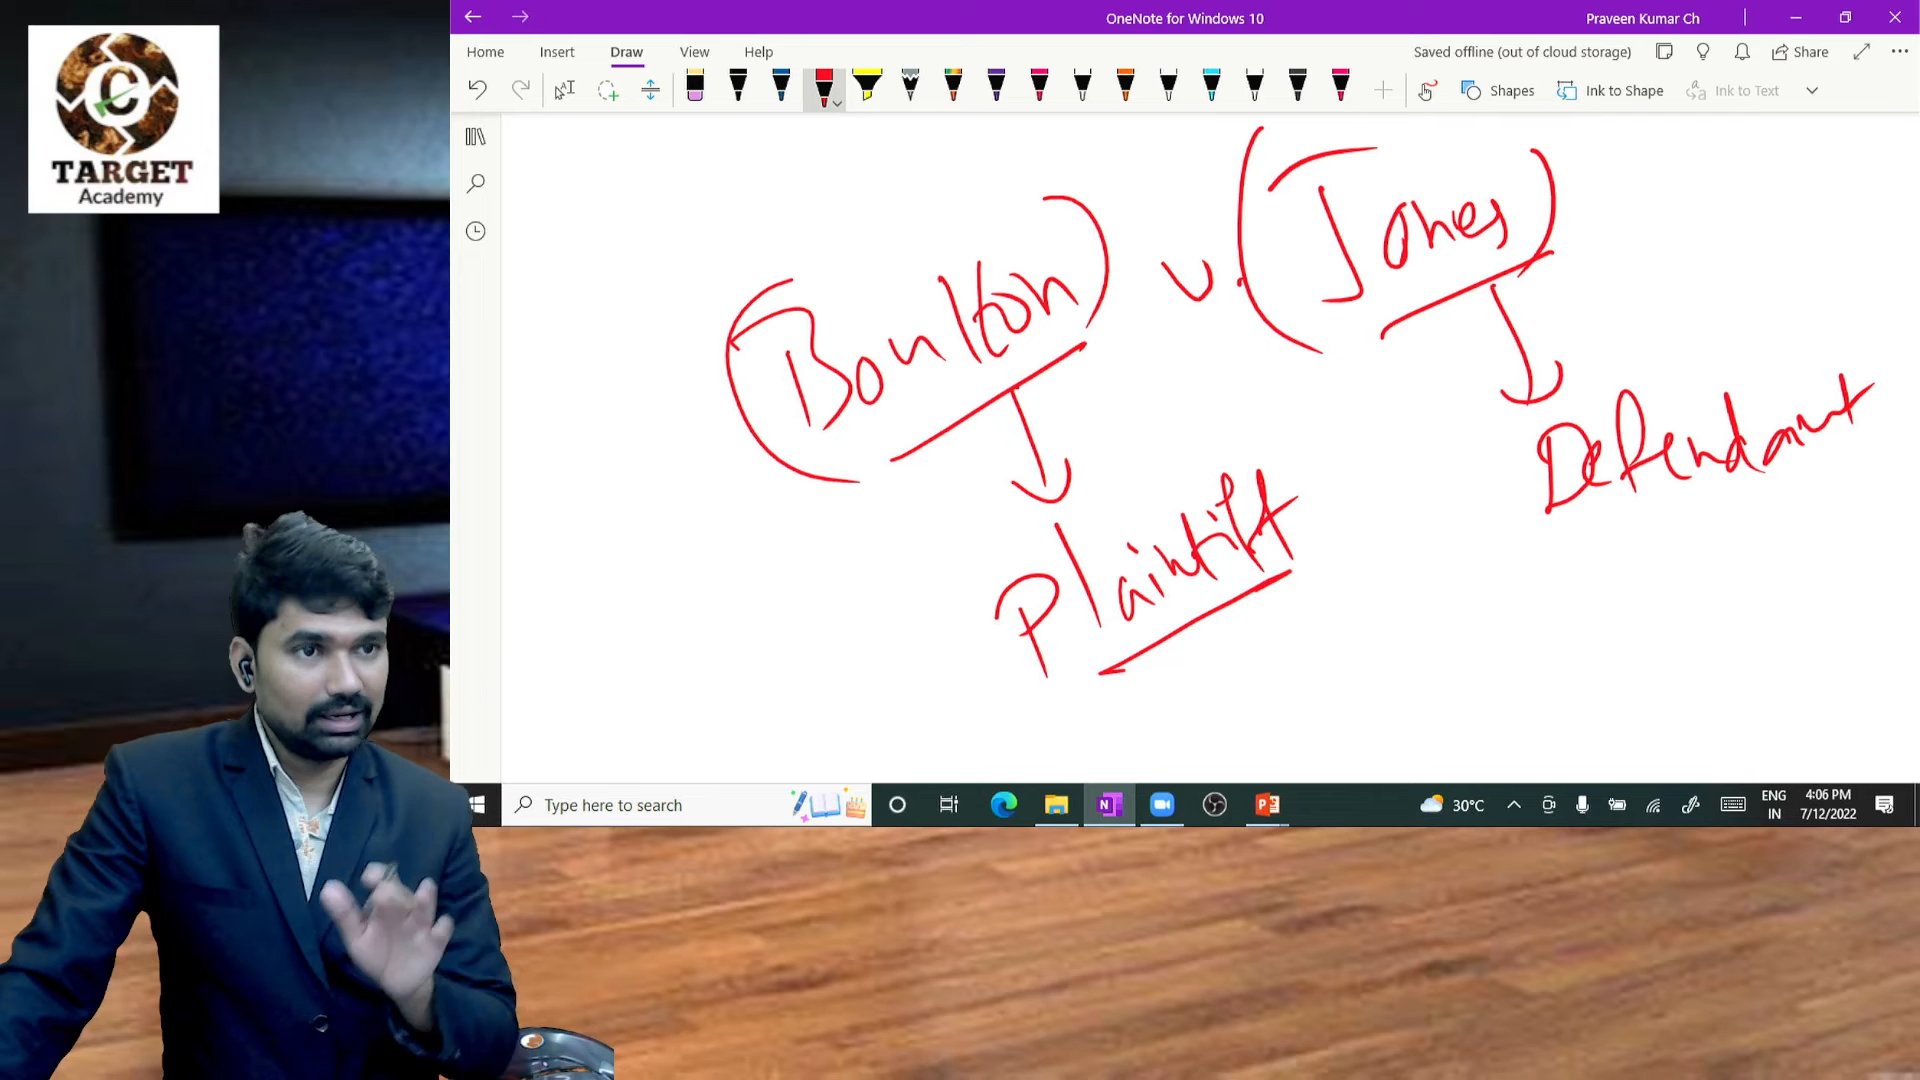 C
TARGET
Academy
OneNote for Windows 10
Praveen Kumar Ch
Home Insert Draw View Help
Saved offline (out of cloud storage)
Share
Shapes
Ink to Shape
Ink to Text
(Boulton) v. (Jones)
Defendant
Plaintiff
Type here to search
30°C
ENG
IN
4:06 PM
7/12/2022